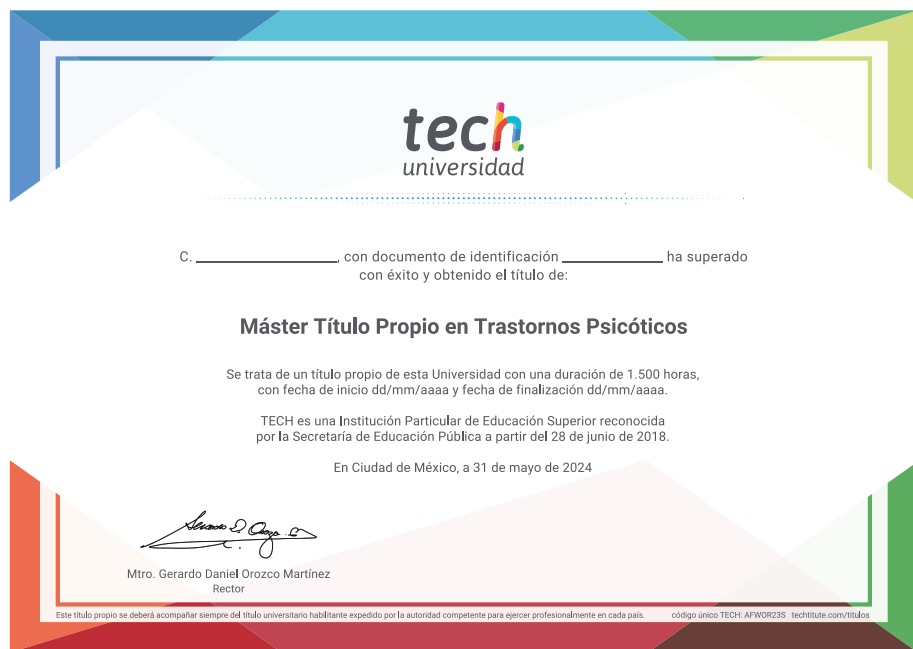 tech
universidad
C. ____________, con documento de identificación ____________ ha superado
con éxito y obtenido el título de:
Máster Título Propio en Trastornos Psicóticos
Se trata de un título propio de esta Universidad con una duración de 1.500 horas,
con fecha de inicio dd/mm/aaaa y fecha de finalización dd/mm/aaaa.
TECH es una Institución Particular de Educación Superior reconocida
por la Secretaría de Educación Pública a partir del 28 de junio de 2018.
En Ciudad de México, a 31 de mayo de 2024
Mtro. Gerardo Daniel Orozco Martínez
Rector
Este título propio se deberá acompañar siempre del título universitario habilitante expedido por la autoridad competente para ejercer profesionalmente en cada país. código único TECH: AFWOR23S techtitute.com/titulos